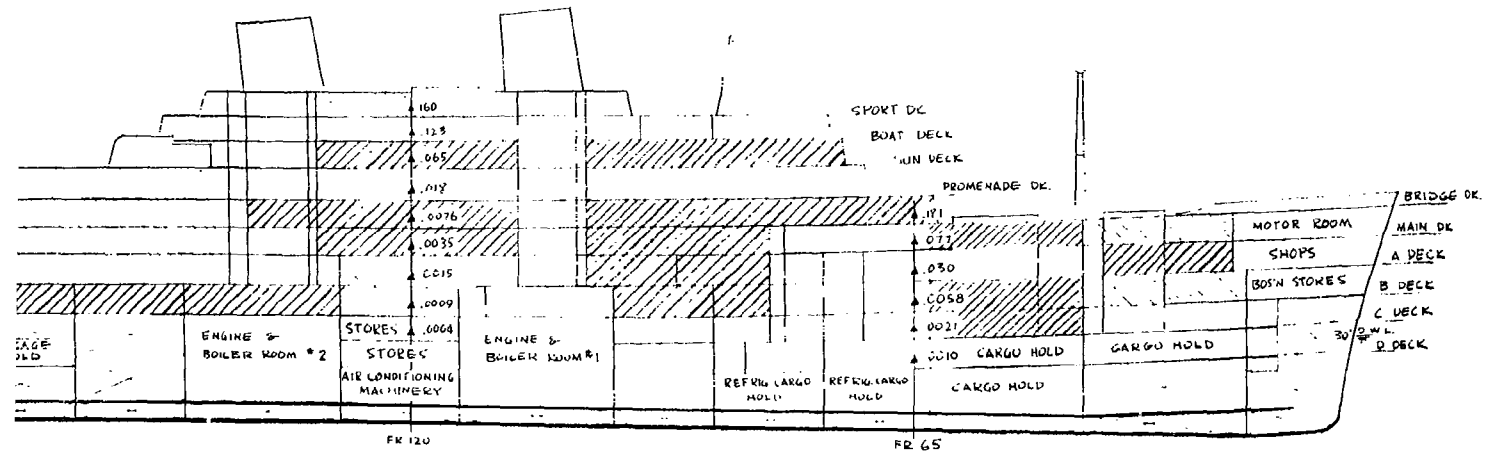 SPORT DK
BOAT DECK
SUN DECK
PROMENADE DK.
BRIDGE DK.
MAIN DK
A DECK
B DECK
C DECK
30' D.W.L.
D DECK
.160
.123
.065
.018
.0076
.0035
.0015
.0009
.0004
.181
.077
.030
.0058
.0021
.0010
MOTOR ROOM
SHOPS
BOS'N STORES
CARGO HOLD
CARGO HOLD
CARGO HOLD
REFRIG. CARGO
HOLD
REFRIG. CARGO
HOLD
ENGINE &
BOILER ROOM #1
STORES
STORES
AIR CONDITIONING
MACHINERY
ENGINE &
BOILER ROOM #2
FR 120
FR 65